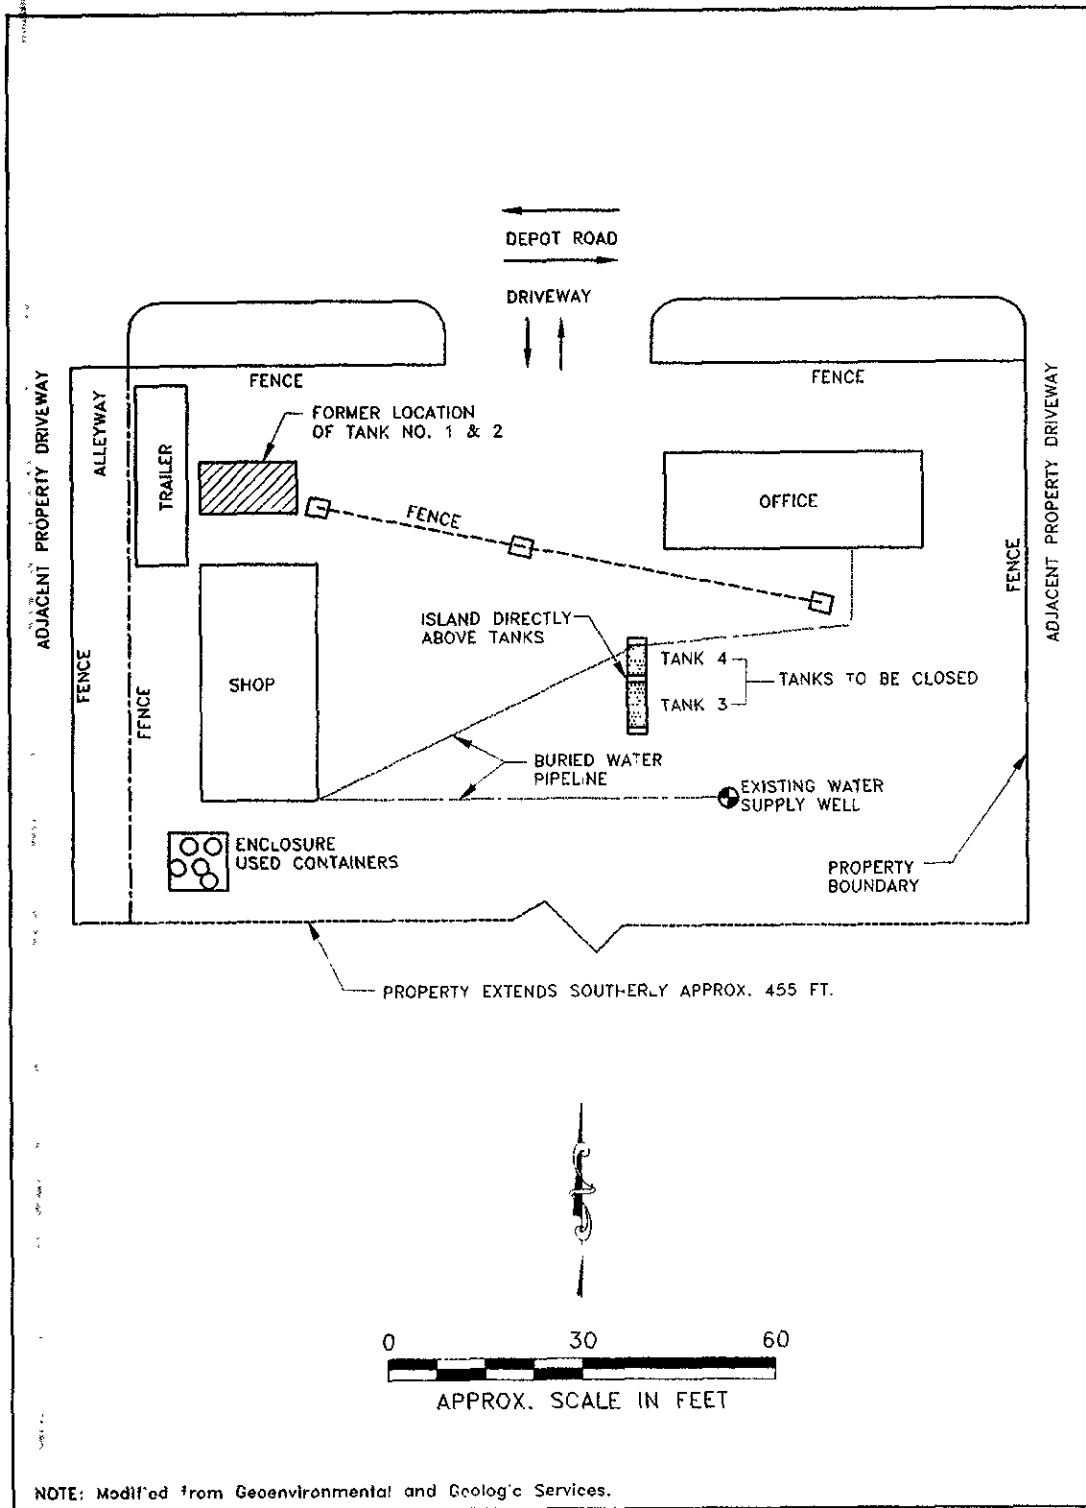 DEPOT ROAD
DRIVEWAY
FENCE
FENCE
ADJACENT PROPERTY DRIVEWAY
ALLEYWAY
TRAILER
FORMER LOCATION
OF TANK NO. 1 & 2
FENCE
OFFICE
FENCE
ADJACENT PROPERTY DRIVEWAY
ISLAND DIRECTLY
ABOVE TANKS
TANK 4
TANKS TO BE CLOSED
TANK 3
SHOP
FENCE
FENCE
BURIED WATER
PIPELINE
EXISTING WATER
SUPPLY WELL
ENCLOSURE
USED CONTAINERS
PROPERTY
BOUNDARY
PROPERTY EXTENDS SOUTHERLY APPROX. 455 FT.
0 30 60
APPROX. SCALE IN FEET
NOTE: Modified from Geoenvironmental and Geologic Services.